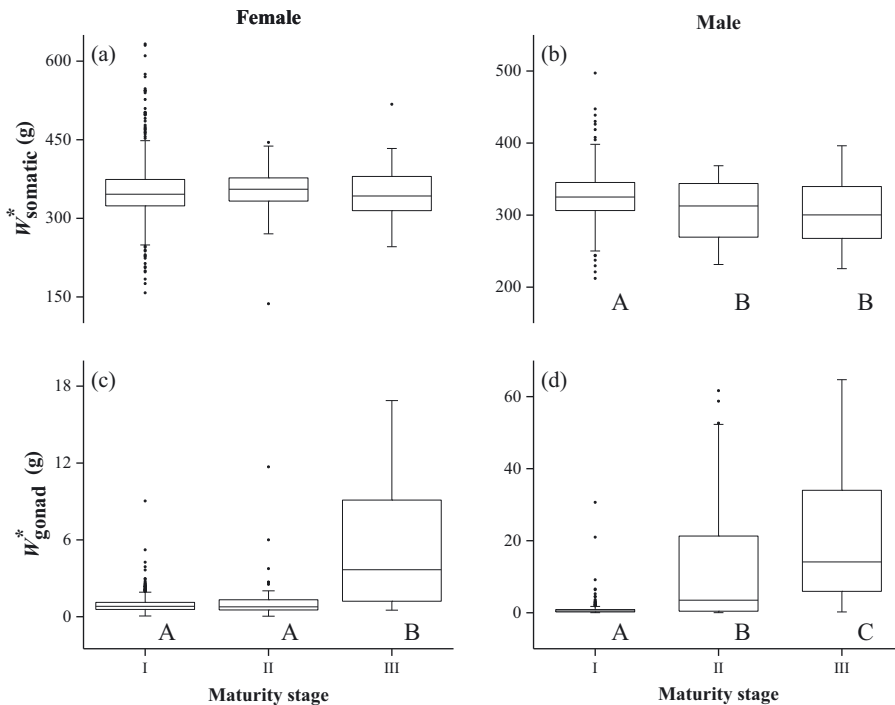 Female
Male
(a)
(b)
W*somatic (g)
600
450
300
150
500
400
300
200
A
B
B
(c)
(d)
W*gonad (g)
18
12
6
0
60
40
20
0
A
A
B
A
B
C
I
II
III
I
II
III
Maturity stage
Maturity stage